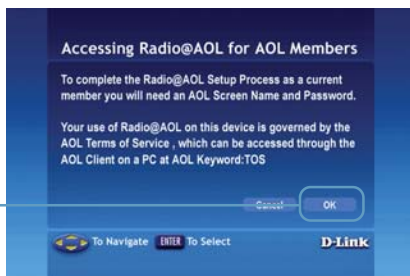 Accessing Radio@AOL for AOL Members
To complete the Radio@AOL Setup Process as a current
member you will need an AOL Screen Name and Password.
Your use of Radio@AOL on this device is governed by the
AOL Terms of Service , which can be accessed through the
AOL Client on a PC at AOL Keyword:TOS
Cancel OK
To Navigate ENTER To Select D-Link